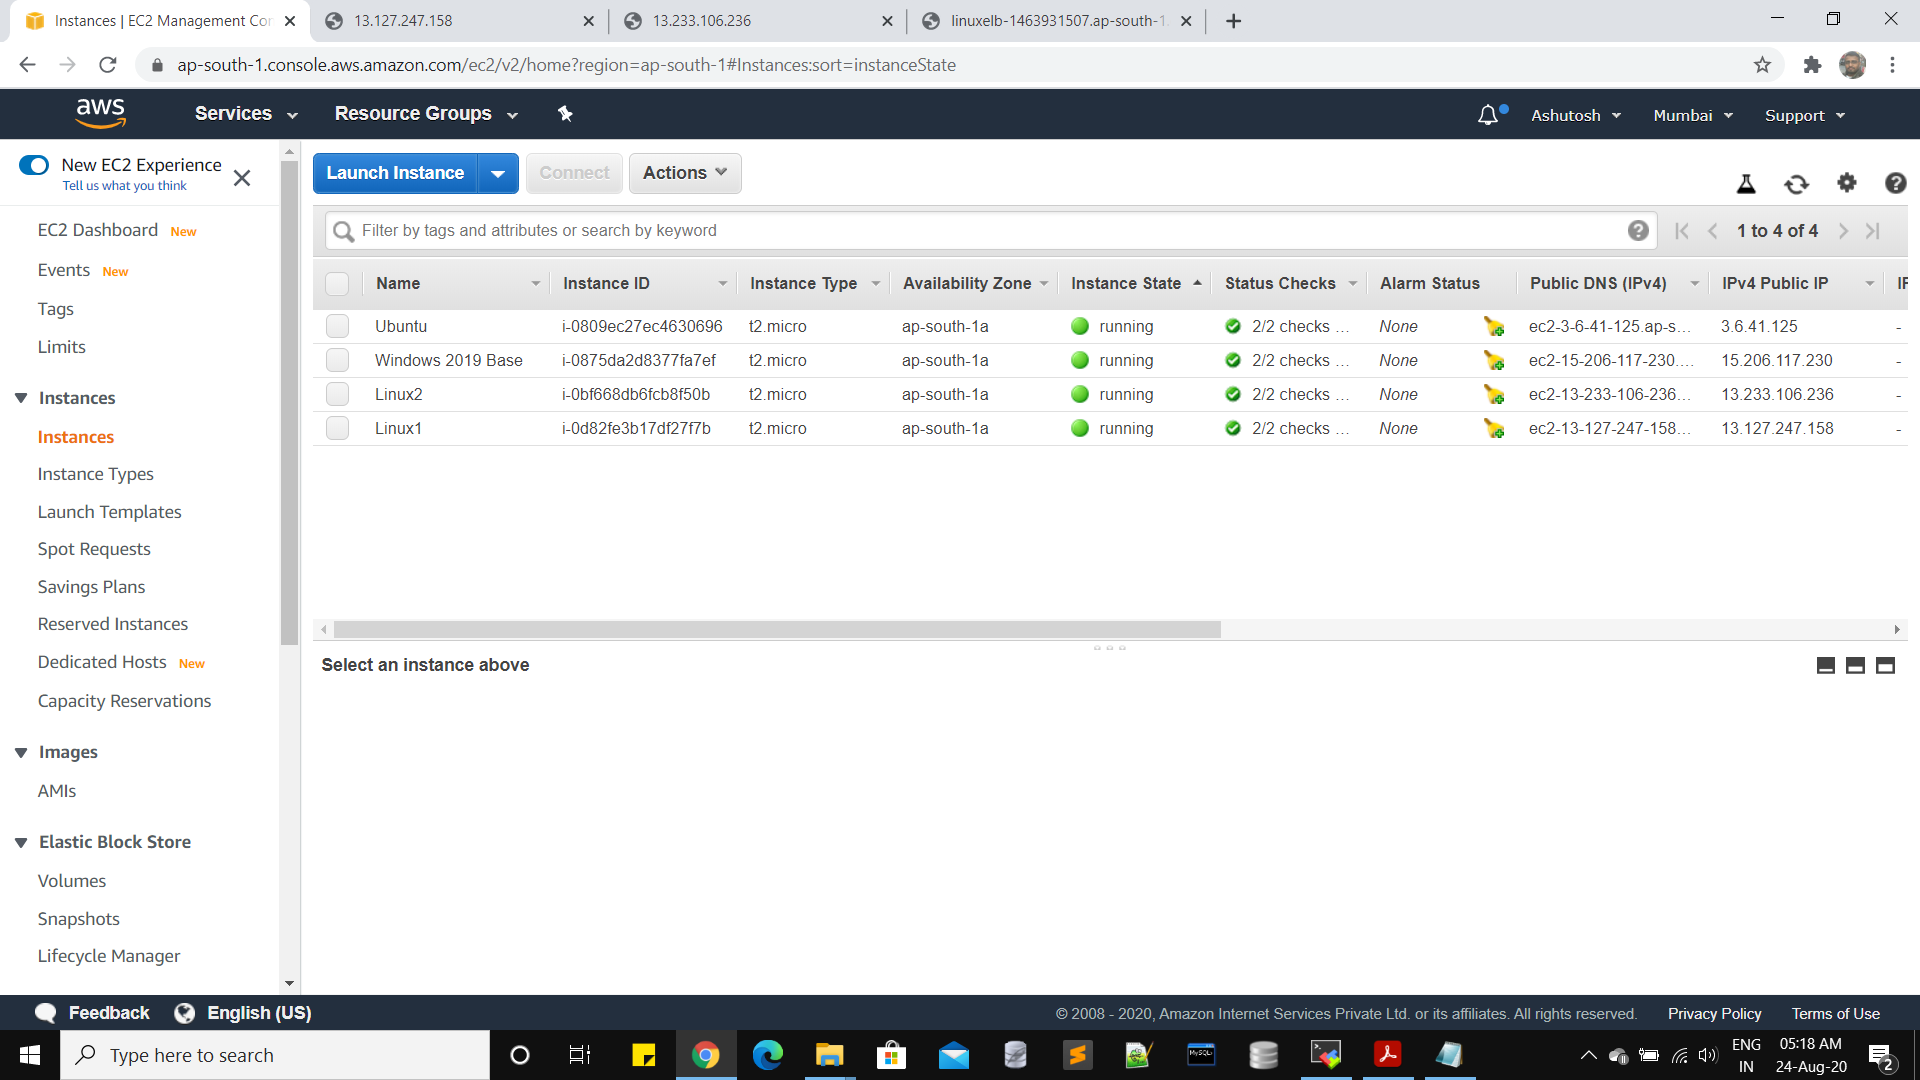 Instances | EC2 Management Con
13.127.247.158
13.233.106.236
linuxelb-1463931507.ap-south-1.
ap-south-1.console.aws.amazon.com/ec2/v2/home?region=ap-south-1#Instances:sort=instanceState
aws
Services
Resource Groups
Ashutosh
Mumbai
Support
New EC2 Experience
Tell us what you think
EC2 Dashboard New
Events New
Tags
Limits
Instances
Instances
Instance Types
Launch Templates
Spot Requests
Savings Plans
Reserved Instances
Dedicated Hosts New
Capacity Reservations
Images
AMIs
Elastic Block Store
Volumes
Snapshots
Lifecycle Manager
Launch Instance
Connect
Actions
Filter by tags and attributes or search by keyword
1 to 4 of 4
Name Instance ID Instance Type Availability Zone Instance State Status Checks Alarm Status Public DNS (IPv4) IPv4 Public IP IP
Ubuntu i-0809ec27ec4630696 t2.micro ap-south-1a running 2/2 checks ... None ec2-3-6-41-125.ap-s... 3.6.41.125 -
Windows 2019 Base i-0875da2d8377fa7ef t2.micro ap-south-1a running 2/2 checks ... None ec2-15-206-117-230.... 15.206.117.230 -
Linux2 i-0bf668db6fcb8f50b t2.micro ap-south-1a running 2/2 checks ... None ec2-13-233-106-236... 13.233.106.236 -
Linux1 i-0d82fe3b17df27f7b t2.micro ap-south-1a running 2/2 checks ... None ec2-13-127-247-158... 13.127.247.158 -
Select an instance above
Feedback
English (US)
© 2008 - 2020, Amazon Internet Services Private Ltd. or its affiliates. All rights reserved.
Privacy Policy
Terms of Use
Type here to search
MySQL
ENG
IN
05:18 AM
24-Aug-20
2